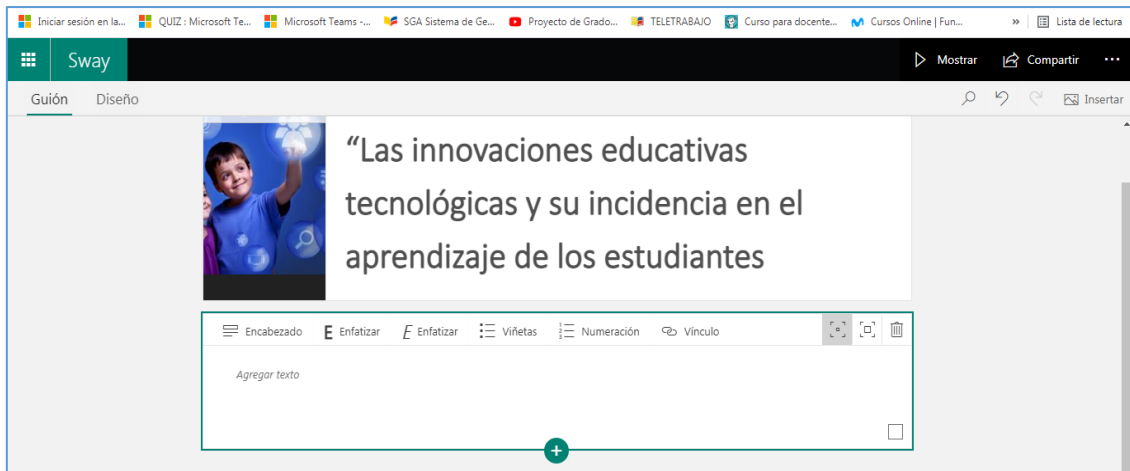 Iniciar sesión en la... QUIZ : Microsoft Te... Microsoft Teams -... SGA Sistema de Ge... Proyecto de Grado... TELETRABAJO Curso para docente... Cursos Online | Fun... » Lista de lectura
Sway Mostrar Compartir ...
Guión Diseño Insertar
“Las innovaciones educativas
tecnológicas y su incidencia en el
aprendizaje de los estudiantes
Encabezado E Enfatizar F Enfatizar Viñetas Numeración Vínculo
Agregar texto